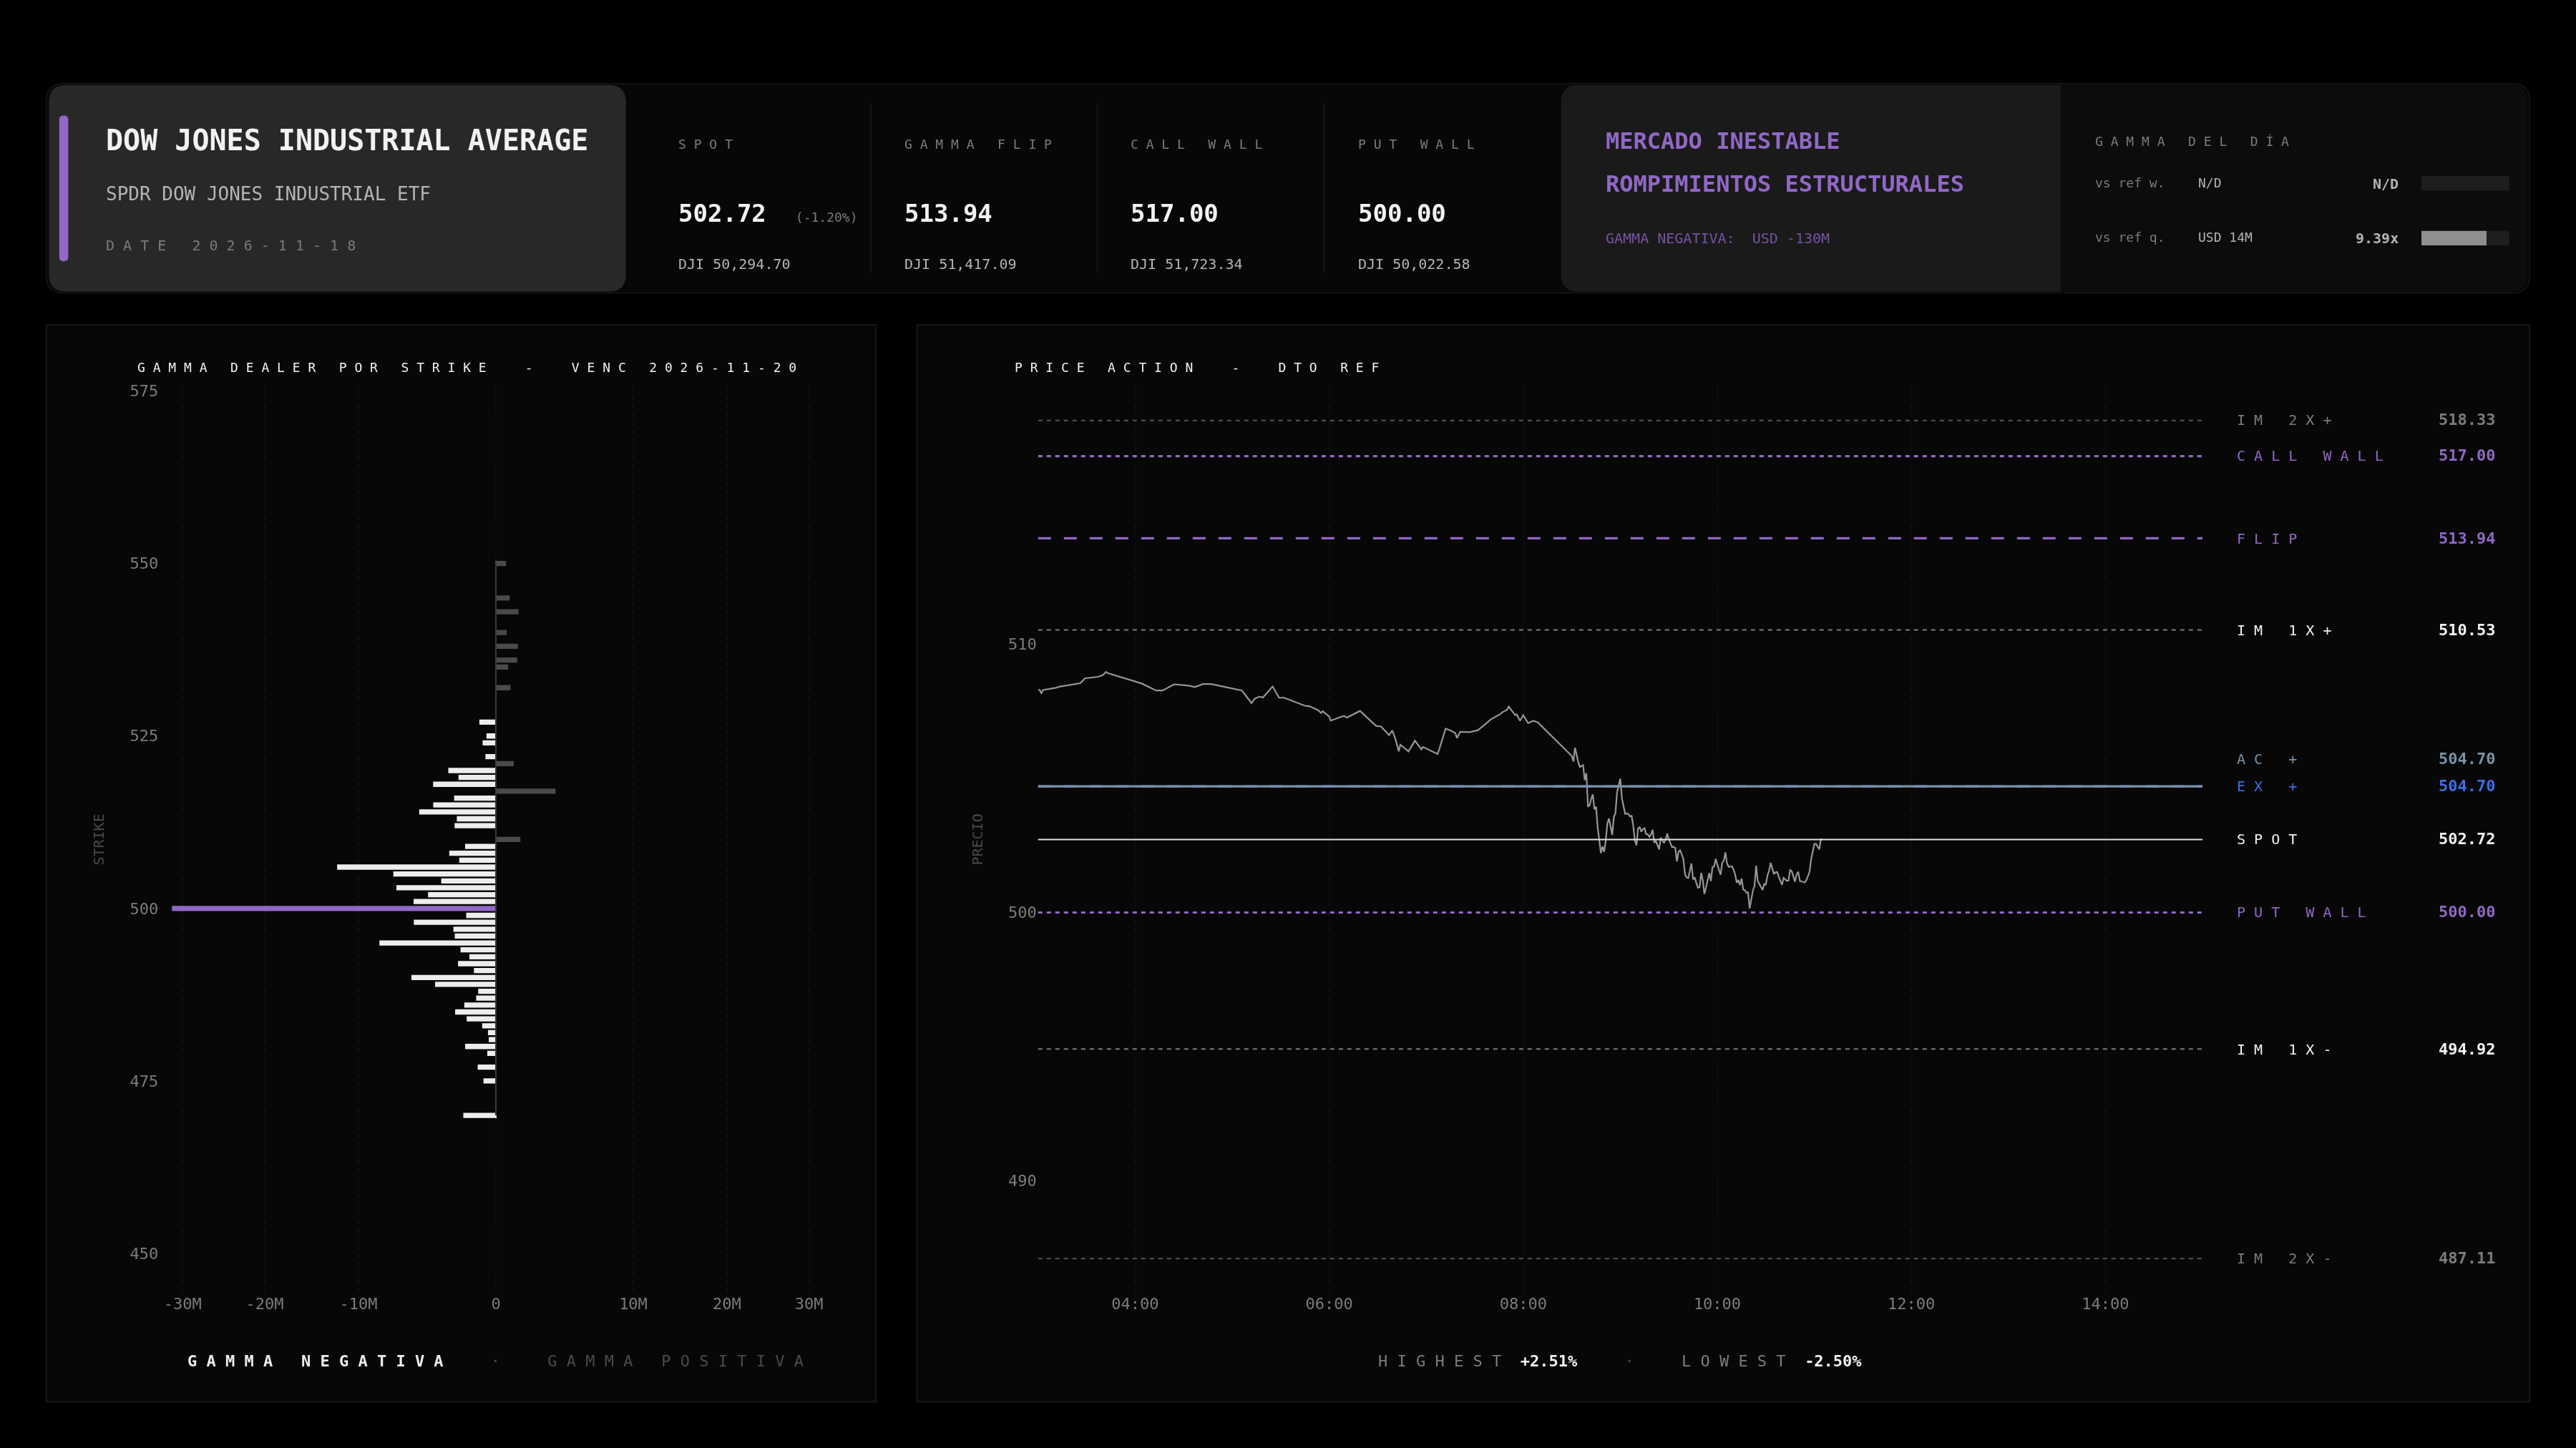 DOW JONES INDUSTRIAL AVERAGE
SPDR DOW JONES INDUSTRIAL ETF
DATE 2026-11-18
SPOT
502.72 (-1.20%)
DJI 50,294.70
GAMMA FLIP
513.94
DJI 51,417.09
CALL WALL
517.00
DJI 51,723.34
PUT WALL
500.00
DJI 50,022.58
MERCADO INESTABLE
ROMPIMIENTOS ESTRUCTURALES
GAMMA NEGATIVA: USD -130M
GAMMA DEL DÍA
vs ref w. N/D N/D
vs ref q. USD 14M 9.39x
GAMMA DEALER POR STRIKE - VENC 2026-11-20
575
550
525
500
475
450
STRIKE
-30M -20M -10M 0 10M 20M 30M
GAMMA NEGATIVA · GAMMA POSITIVA
PRICE ACTION - DTO REF
510
500
490
PRECIO
IM 2X+ 518.33
CALL WALL 517.00
FLIP 513.94
IM 1X+ 510.53
AC + 504.70
EX + 504.70
SPOT 502.72
PUT WALL 500.00
IM 1X- 494.92
IM 2X- 487.11
04:00 06:00 08:00 10:00 12:00 14:00
HIGHEST +2.51% · LOWEST -2.50%